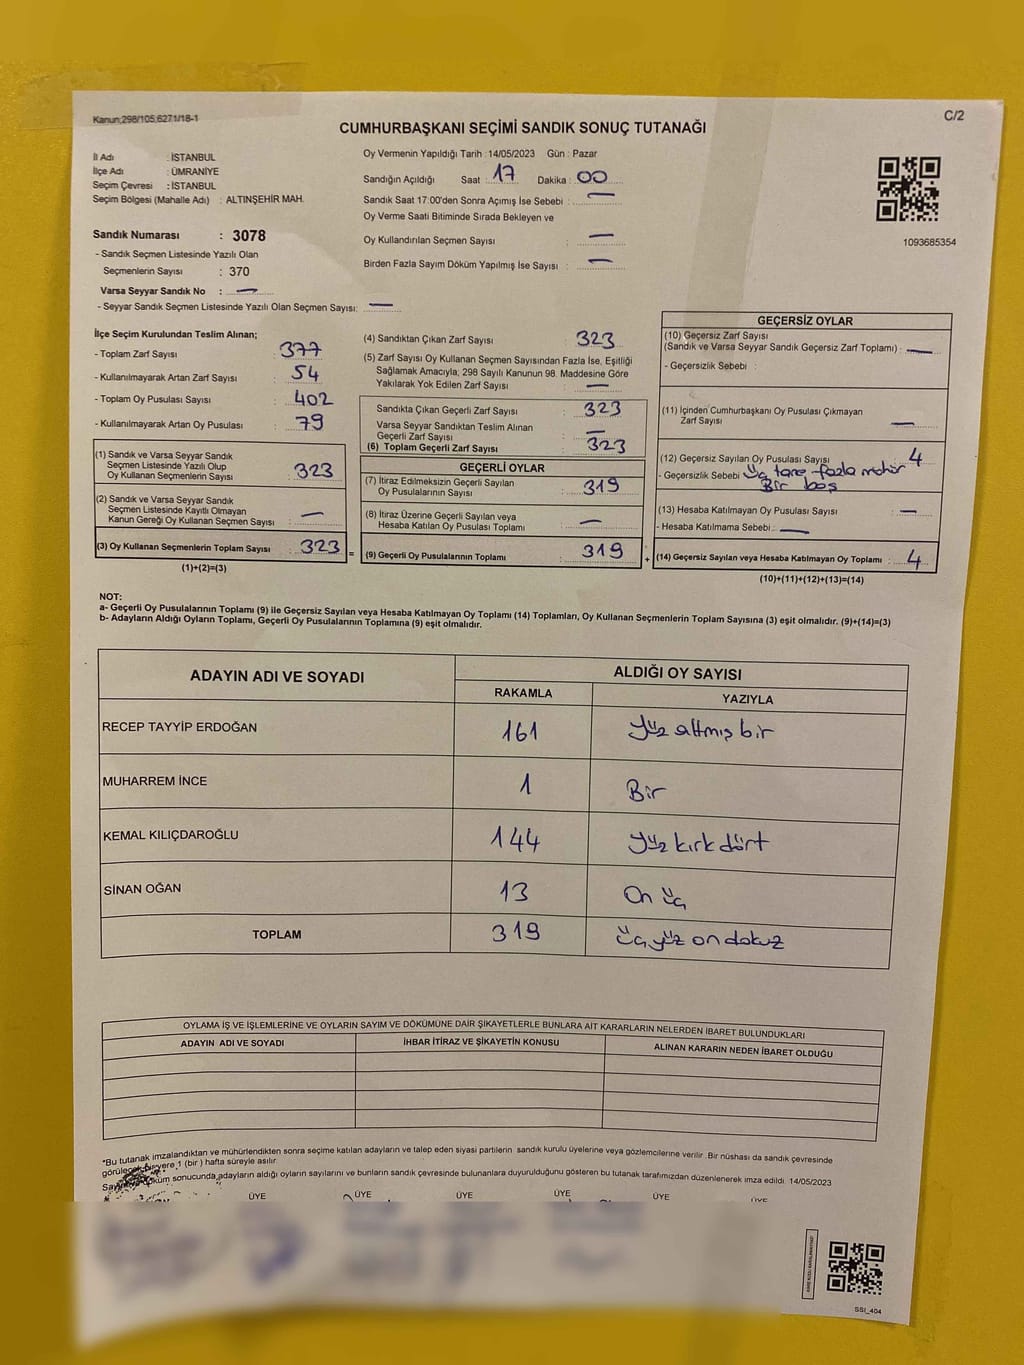 Kanun;298/105;6271/18-1
C/2
CUMHURBAŞKANI SEÇİMİ SANDIK SONUÇ TUTANAĞI
İl Adı : İSTANBUL
İlçe Adı : ÜMRANİYE
Seçim Çevresi : İSTANBUL
Seçim Bölgesi (Mahalle Adı) : ALTINŞEHİR MAH.
Sandık Numarası : 3078
- Sandık Seçmen Listesinde Yazılı Olan
Seçmenlerin Sayısı : 370
Varsa Seyyar Sandık No : —
- Seyyar Sandık Seçmen Listesinde Yazılı Olan Seçmen Sayısı: —
Oy Vermenin Yapıldığı Tarih :14/05/2023 Gün : Pazar
Sandığın Açıldığı Saat : 17 Dakika : 00
Sandık Saat 17:00'den Sonra Açımış İse Sebebi : —
Oy Verme Saati Bitiminde Sırada Bekleyen ve
Oy Kullandırılan Seçmen Sayısı : —
Birden Fazla Sayım Döküm Yapılmış İse Sayısı : —
1093685354
İlçe Seçim Kurulundan Teslim Alınan;
- Toplam Zarf Sayısı : 377
- Kullanılmayarak Artan Zarf Sayısı : 54
- Toplam Oy Pusulası Sayısı : 402
- Kullanılmayarak Artan Oy Pusulası : 79
(1) Sandık ve Varsa Seyyar Sandık
Seçmen Listesinde Yazılı Olup
Oy Kullanan Seçmenlerin Sayısı : 323
(2) Sandık ve Varsa Seyyar Sandık
Seçmen Listesinde Kayıtlı Olmayan
Kanun Gereği Oy Kullanan Seçmen Sayısı : —
(3) Oy Kullanan Seçmenlerin Toplam Sayısı : 323 =
(1)+(2)=(3)
(4) Sandıktan Çıkan Zarf Sayısı : 323
(5) Zarf Sayısı Oy Kullanan Seçmen Sayısından Fazla İse, Eşitliği
Sağlamak Amacıyla, 298 Sayılı Kanunun 98. Maddesine Göre
Yakılarak Yok Edilen Zarf Sayısı : —
Sandıkta Çıkan Geçerli Zarf Sayısı : 323
Varsa Seyyar Sandıktan Teslim Alınan
Geçerli Zarf Sayısı : —
(6) Toplam Geçerli Zarf Sayısı : 323
GEÇERLİ OYLAR
(7) İtiraz Edilmeksizin Geçerli Sayılan
Oy Pusulalarının Sayısı : 319
(8) İtiraz Üzerine Geçerli Sayılan veya
Hesaba Katılan Oy Pusulası Toplamı : —
(9) Geçerli Oy Pusulalarının Toplamı : 319 +
GEÇERSİZ OYLAR
(10) Geçersiz Zarf Sayısı
(Sandık ve Varsa Seyyar Sandık Geçersiz Zarf Toplamı) : —
- Geçersizlik Sebebi :
(11) İçinden Cumhurbaşkanı Oy Pusulası Çıkmayan
Zarf Sayısı : —
(12) Geçersiz Sayılan Oy Pusulası Sayısı : 4
- Geçersizlik Sebebi : Üç tane fazla mühür
Bir boş
(13) Hesaba Katılmayan Oy Pusulası Sayısı : —
- Hesaba Katılmama Sebebi : —
(14) Geçersiz Sayılan veya Hesaba Katılmayan Oy Toplamı : 4
(10)+(11)+(12)+(13)=(14)
NOT:
a- Geçerli Oy Pusulalarının Toplamı (9) ile Geçersiz Sayılan veya Hesaba Katılmayan Oy Toplamı (14) Toplamları, Oy Kullanan Seçmenlerin Toplam Sayısına (3) eşit olmalıdır. (9)+(14)=(3)
b- Adayların Aldığı Oyların Toplamı, Geçerli Oy Pusulalarının Toplamına (9) eşit olmalıdır.
ADAYIN ADI VE SOYADI ALDIĞI OY SAYISI
RAKAMLA YAZIYLA
RECEP TAYYİP ERDOĞAN 161 Yüz altmış bir
MUHARREM İNCE 1 Bir
KEMAL KILIÇDAROĞLU 144 Yüz kırk dört
SİNAN OĞAN 13 On üç
TOPLAM 319 üç yüz on dokuz
OYLAMA İŞ VE İŞLEMLERİNE VE OYLARIN SAYIM VE DÖKÜMÜNE DAİR ŞİKAYETLERLE BUNLARA AİT KARARLARIN NELERDEN İBARET BULUNDUKLARI
ADAYIN ADI VE SOYADI İHBAR İTİRAZ VE ŞİKAYETİN KONUSU ALINAN KARARIN NEDEN İBARET OLDUĞU
*Bu tutanak imzalandıktan ve mühürlendikten sonra seçime katılan adayların ve talep eden siyasi partilerin sandık kurulu üyelerine veya gözlemcilerine verilir. Bir nüshası da sandık çevresinde
görülecek bir yere 1 (bir) hafta süreyle asılır.
döküm sonucunda adayların aldığı oyların sayılarını ve bunların sandık çevresinde bulunanlara duyurulduğunu gösteren bu tutanak tarafımızdan düzenlenerek imza edildi. 14/05/2023
ÜYE ÜYE ÜYE ÜYE ÜYE ÜYE
SSI_404